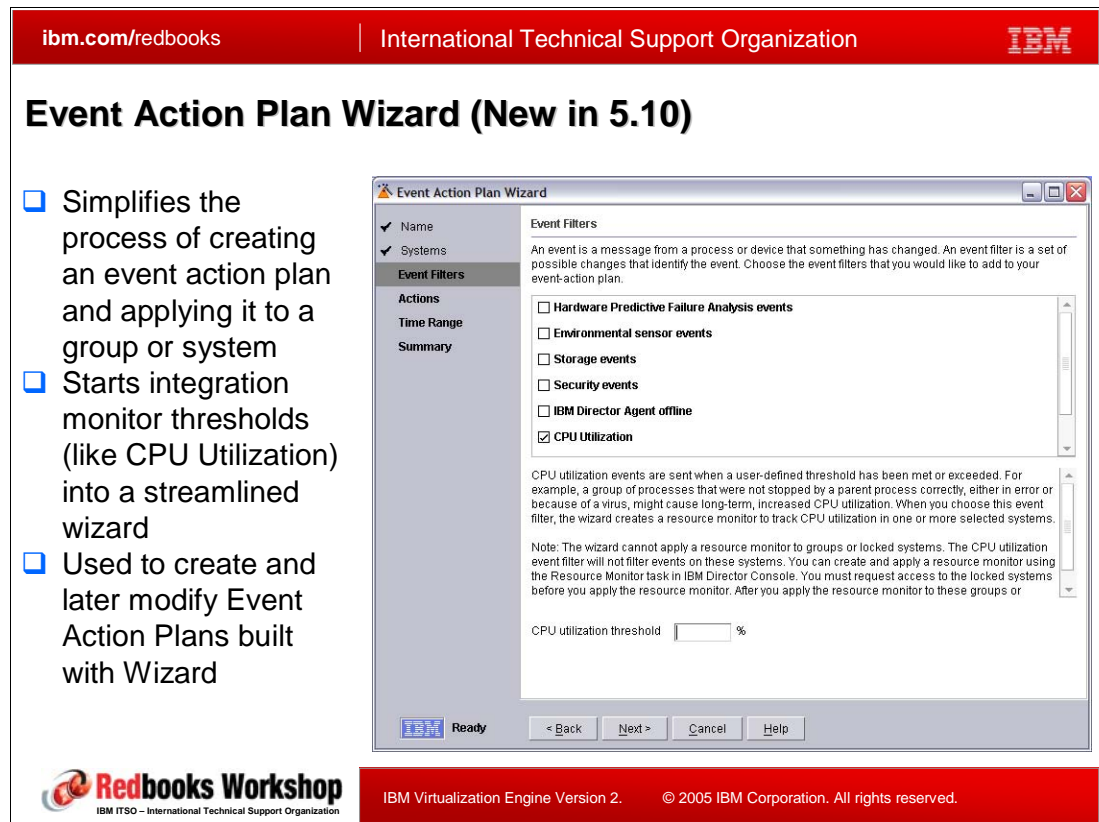 ibm.com/redbooks
International Technical Support Organization
IBM
Event Action Plan Wizard (New in 5.10)
Simplifies the
process of creating
an event action plan
and applying it to a
group or system
Starts integration
monitor thresholds
(like CPU Utilization)
into a streamlined
wizard
Used to create and
later modify Event
Action Plans built
with Wizard
Event Action Plan Wizard
Name
Systems
Event Filters
Actions
Time Range
Summary
Event Filters
An event is a message from a process or device that something has changed. An event filter is a set of
possible changes that identify the event. Choose the event filters that you would like to add to your
event-action plan.
Hardware Predictive Failure Analysis events
Environmental sensor events
Storage events
Security events
IBM Director Agent offline
CPU Utilization
CPU utilization events are sent when a user-defined threshold has been met or exceeded. For
example, a group of processes that were not stopped by a parent process correctly, either in error or
because of a virus, might cause long-term, increased CPU utilization. When you choose this event
filter, the wizard creates a resource monitor to track CPU utilization in one or more selected systems.
Note: The wizard cannot apply a resource monitor to groups or locked systems. The CPU utilization
event filter will not filter events on these systems. You can create and apply a resource monitor using
the Resource Monitor task in IBM Director Console. You must request access to the locked systems
before you apply the resource monitor. After you apply the resource monitor to these groups or
CPU utilization threshold %
IBM Ready
< Back Next > Cancel Help
Redbooks Workshop
IBM ITSO – International Technical Support Organization
IBM Virtualization Engine Version 2. © 2005 IBM Corporation. All rights reserved.